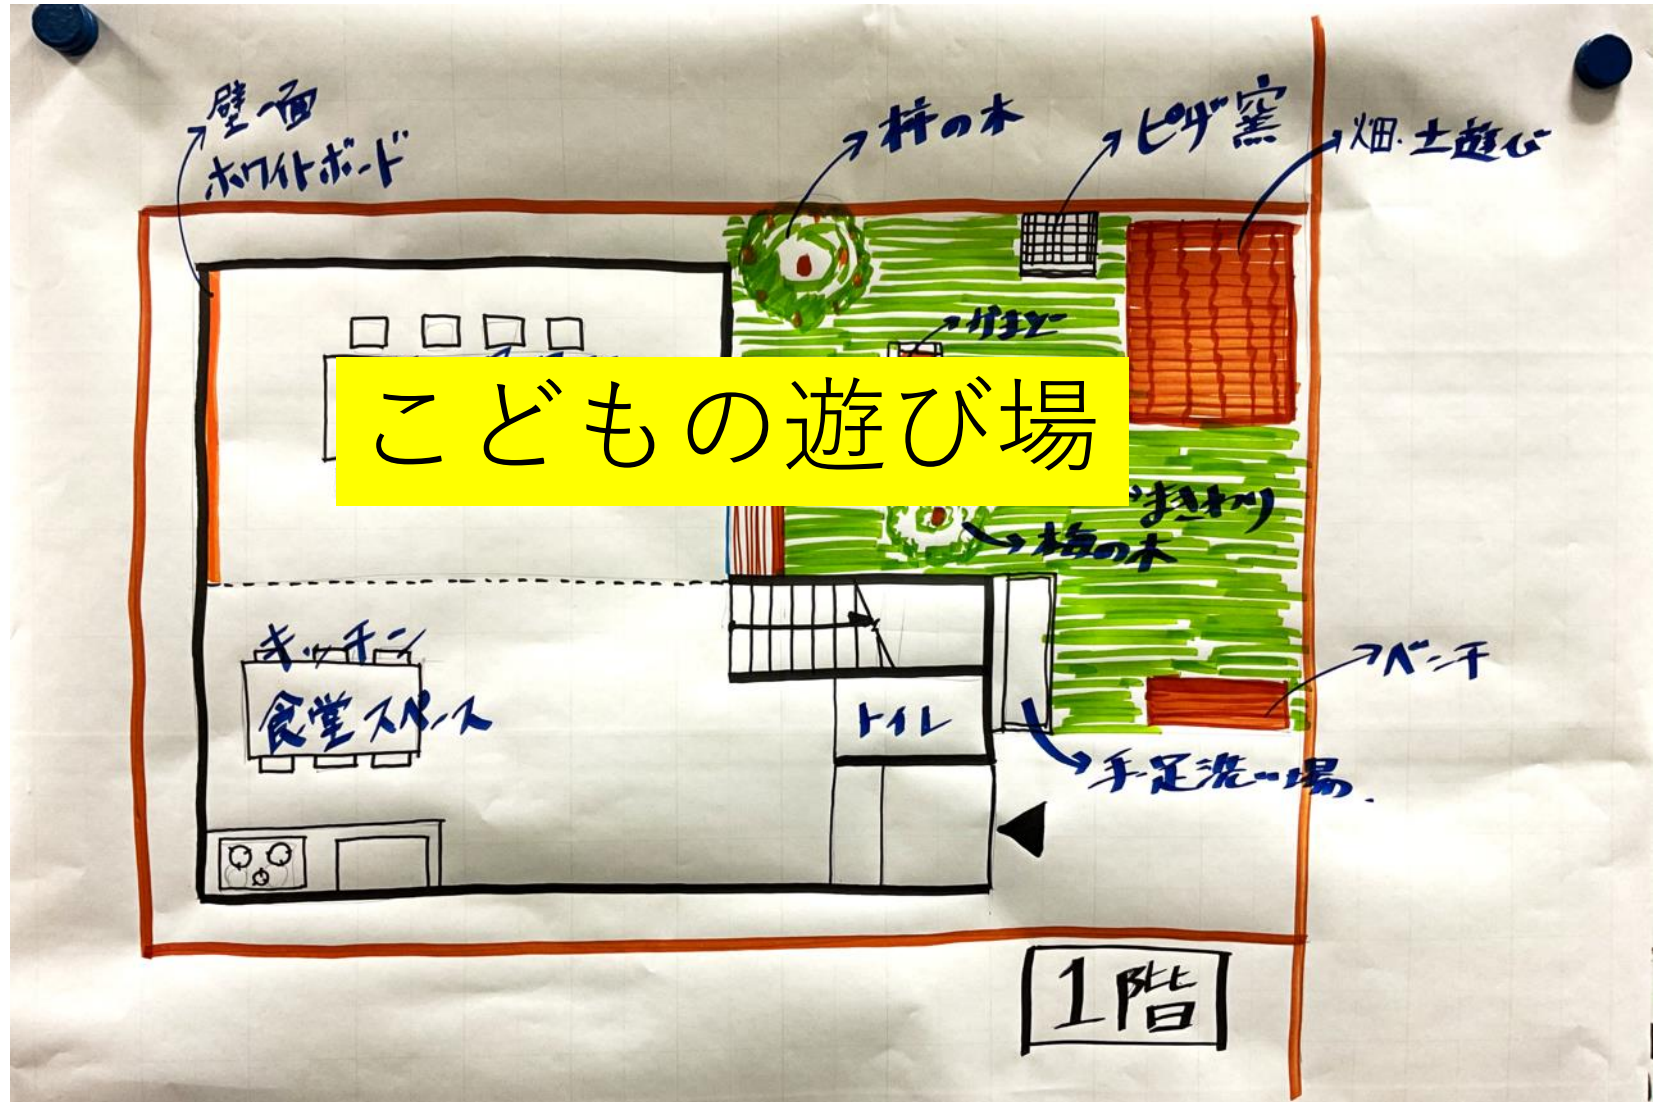 壁一面
ホワイトボード
柿の木
ピザ窯
畑・土遊び
かまど
こどもの遊び場
まきわり
梅の木
キッチン
食堂スペース
トイレ
ベンチ
手・足洗い場
1階